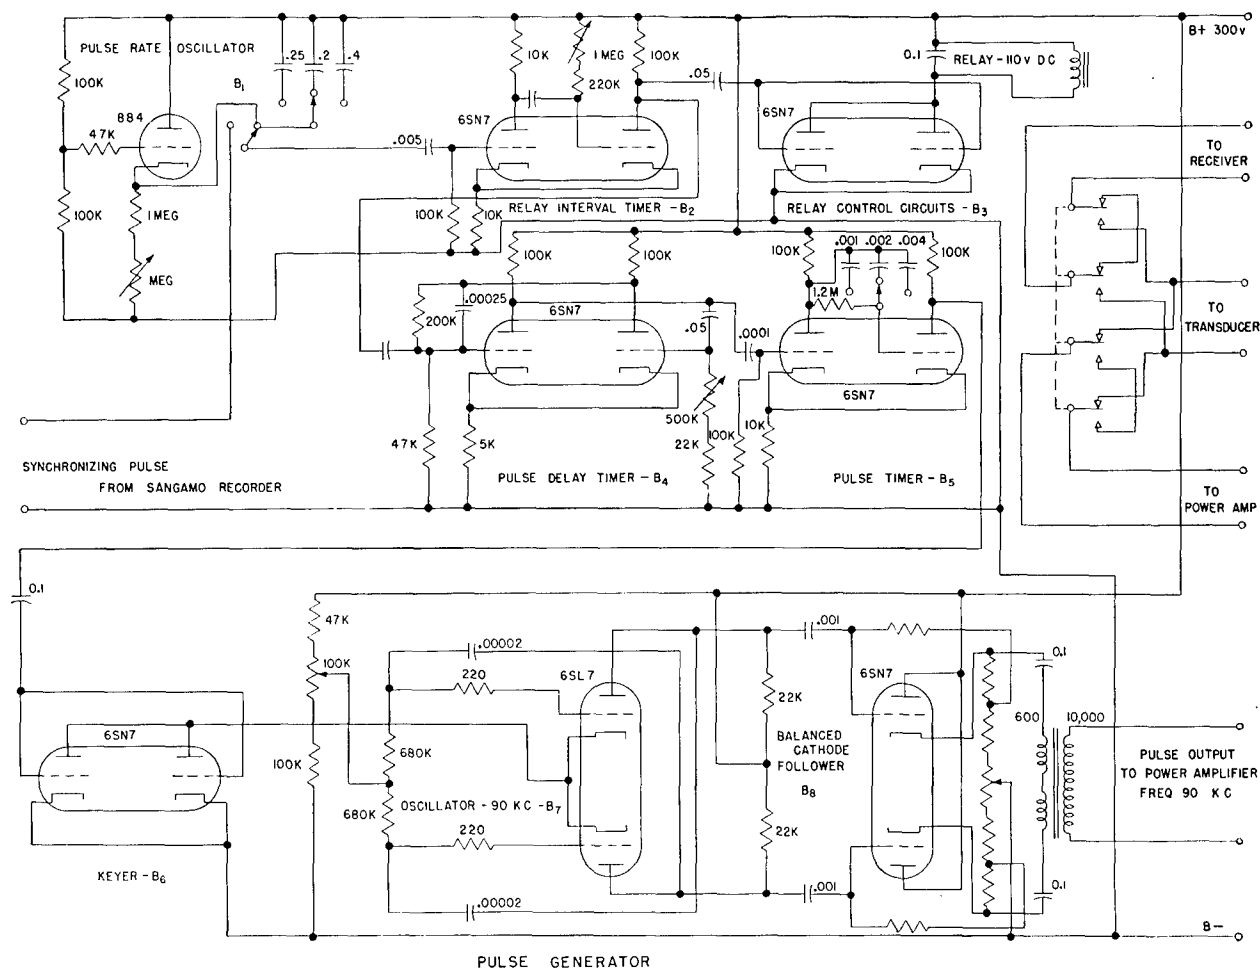 B+ 300v
PULSE RATE OSCILLATOR
.25 .2 .4
10K
1 MEG
100K
0.1
RELAY-110V DC
100K
B1
220K
.05
884
47K
6SN7
6SN7
.005
TO
RECEIVER
100K
1 MEG
100K
10K
RELAY INTERVAL TIMER -B2
RELAY CONTROL CIRCUITS -B3
MEG
100K
100K
100K
.001 .002 .004
100K
.00025
200K
6SN7
.05
1.2M
.0001
TO
TRANSDUCER
6SN7
500K
47K
5K
22K
100K
10K
SYNCHRONIZING PULSE
FROM SANGAMO RECORDER
PULSE DELAY TIMER -B4
PULSE TIMER -B5
TO
POWER AMP
0.1
47K
100K
.00002
220
6SL7
.001
6SN7
0.1
22K
600
10,000
6SN7
680K
BALANCED
CATHODE
FOLLOWER
B8
PULSE OUTPUT
TO POWER AMPLIFIER
FREQ 90 KC
100K
OSCILLATOR - 90 KC -B7
680K
220
22K
KEYER -B6
.00002
.001
0.1
B-
PULSE GENERATOR